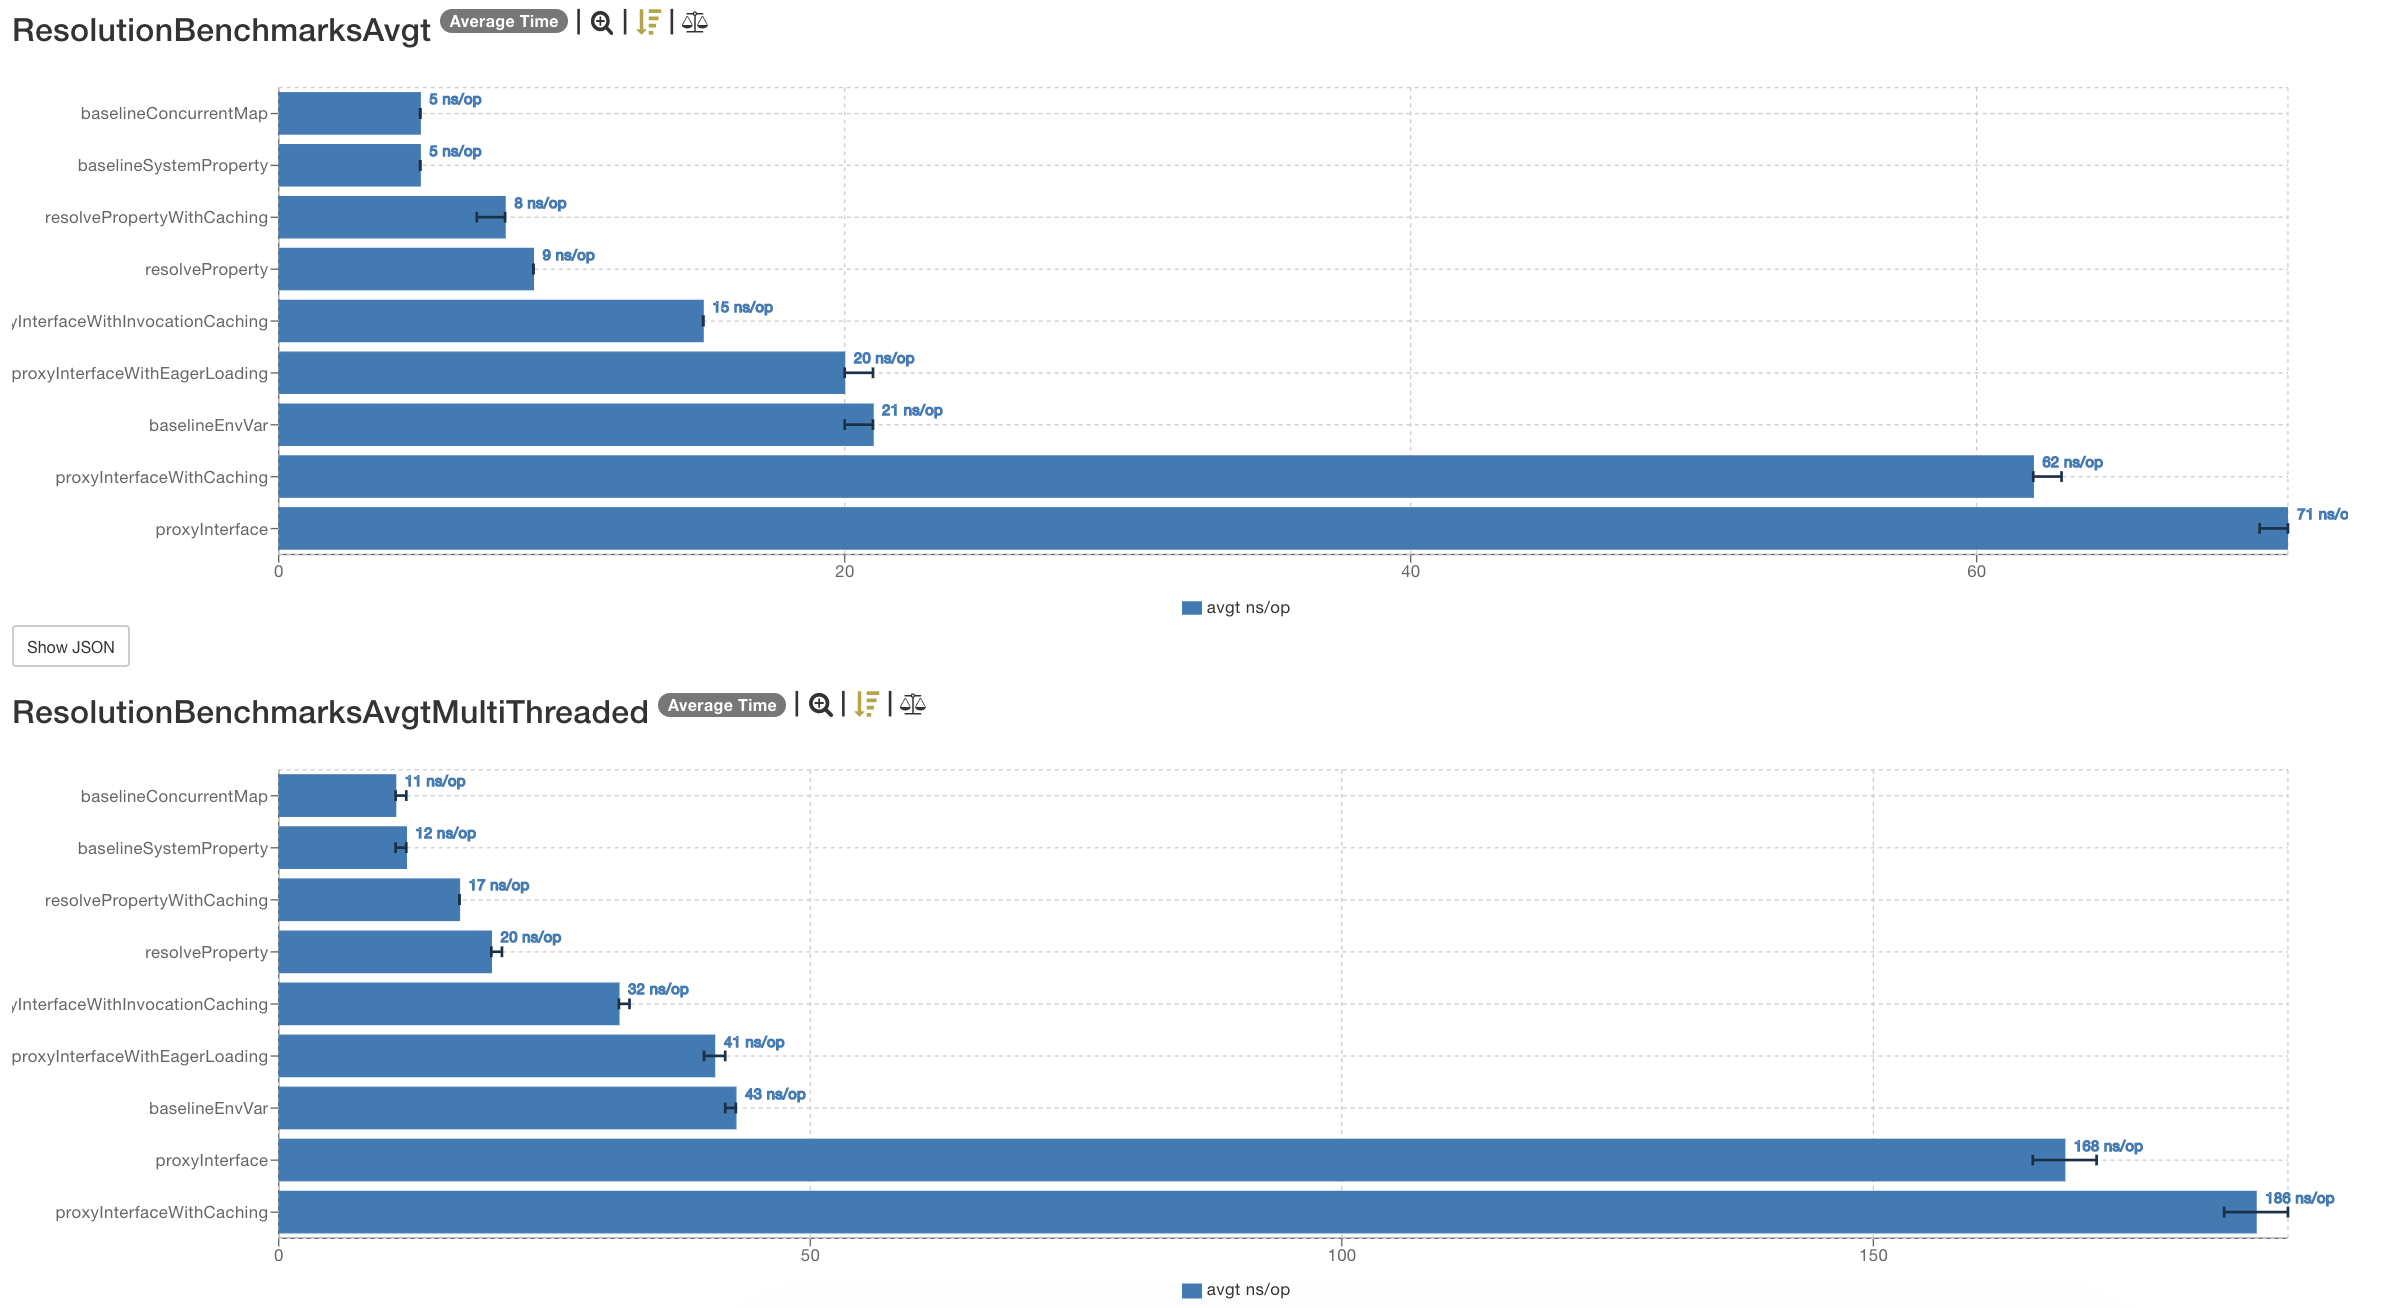 ResolutionBenchmarksAvgt Average Time
baselineConcurrentMap 5 ns/op
baselineSystemProperty 5 ns/op
resolvePropertyWithCaching 8 ns/op
resolveProperty 9 ns/op
yInterfaceWithInvocationCaching 15 ns/op
proxyInterfaceWithEagerLoading 20 ns/op
baselineEnvVar 21 ns/op
proxyInterfaceWithCaching 62 ns/op
proxyInterface 71 ns/o
0 20 40 60
avgt ns/op
Show JSON
ResolutionBenchmarksAvgtMultiThreaded Average Time
baselineConcurrentMap 11 ns/op
baselineSystemProperty 12 ns/op
resolvePropertyWithCaching 17 ns/op
resolveProperty 20 ns/op
yInterfaceWithInvocationCaching 32 ns/op
proxyInterfaceWithEagerLoading 41 ns/op
baselineEnvVar 43 ns/op
proxyInterface 168 ns/op
proxyInterfaceWithCaching 186 ns/op
0 50 100 150
avgt ns/op